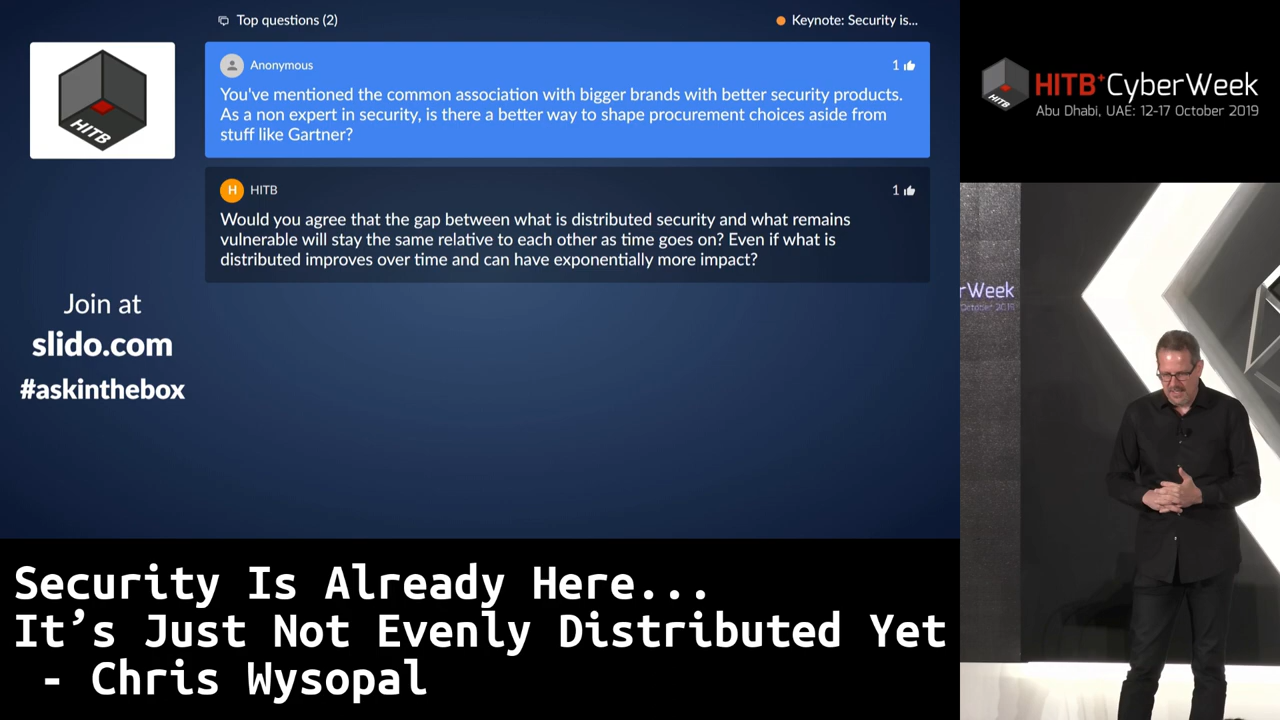 Top questions (2)
Keynote: Security is...
Anonymous
1
You've mentioned the common association with bigger brands with better security products.
As a non expert in security, is there a better way to shape procurement choices aside from
stuff like Gartner?
HITB
H
HITB
1
Would you agree that the gap between what is distributed security and what remains
vulnerable will stay the same relative to each other as time goes on? Even if what is
distributed improves over time and can have exponentially more impact?
Join at
slido.com
#askinthebox
HITB
HITB+CyberWeek
Abu Dhabi, UAE: 12-17 October 2019
rWeek
October 2019
Security Is Already Here...
It’s Just Not Evenly Distributed Yet
- Chris Wysopal